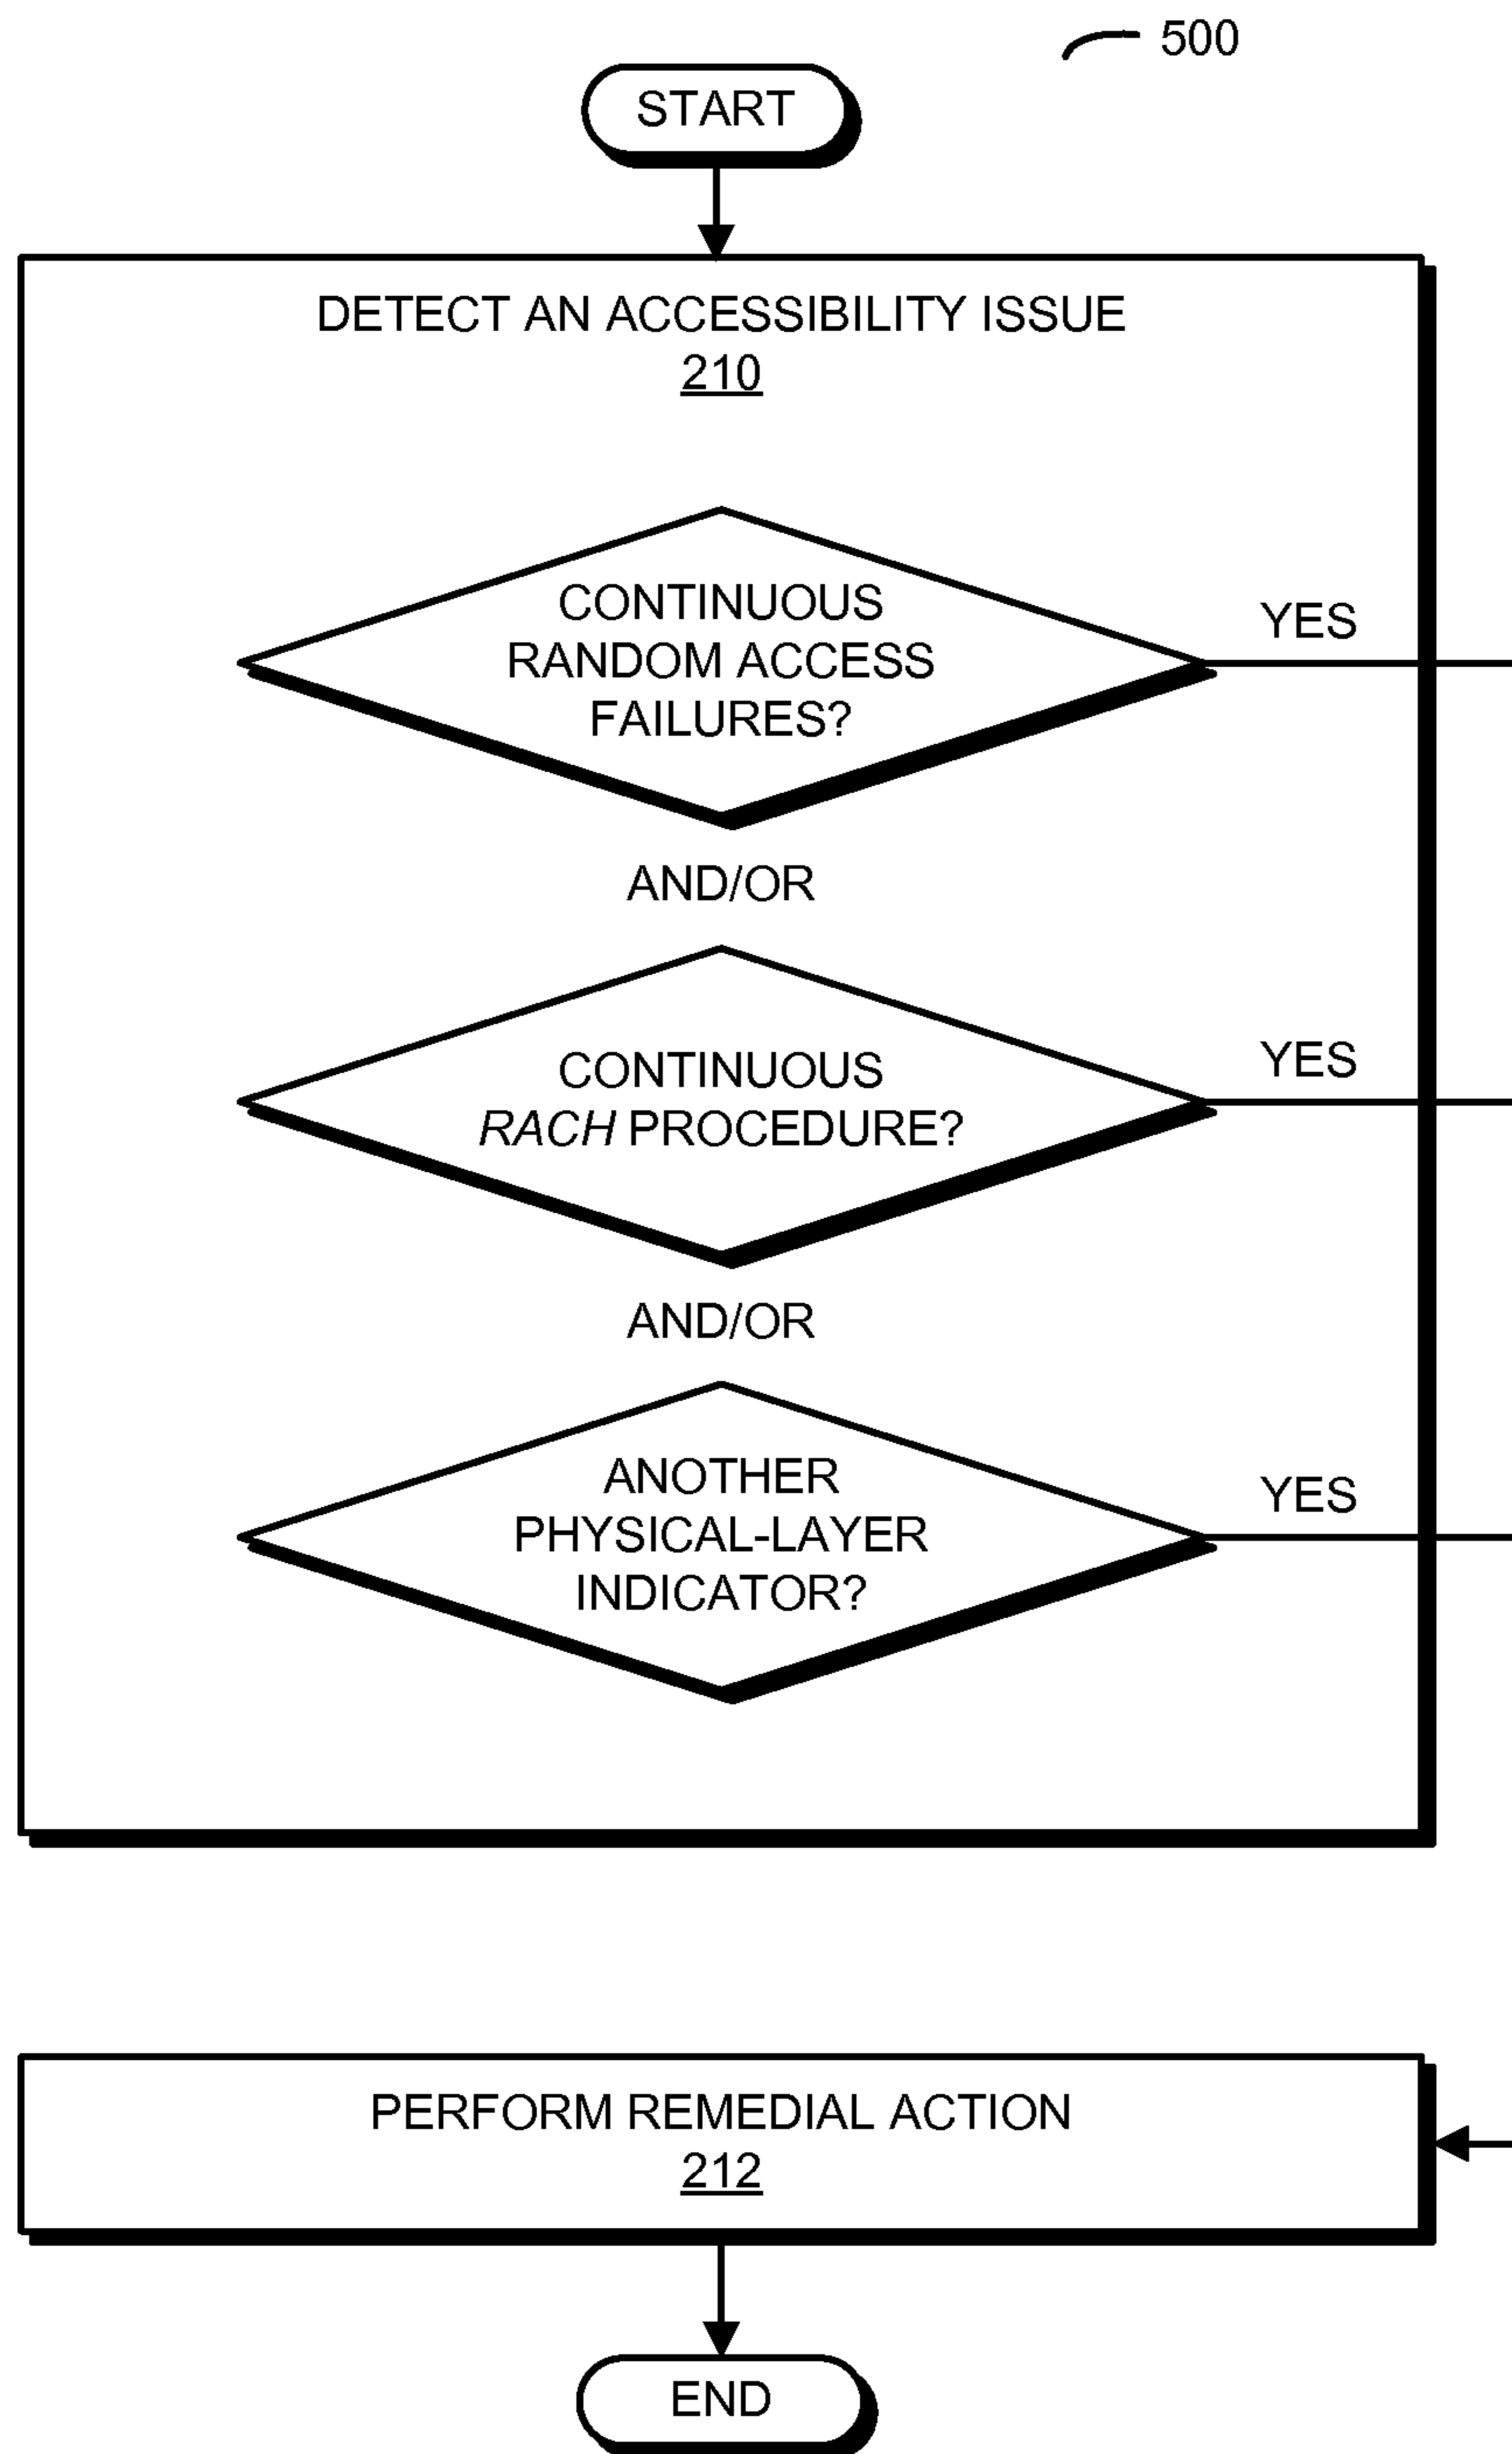 500
START
DETECT AN ACCESSIBILITY ISSUE
210
CONTINUOUS
RANDOM ACCESS
FAILURES?
YES
AND/OR
CONTINUOUS
RACH PROCEDURE?
YES
AND/OR
ANOTHER
PHYSICAL-LAYER
INDICATOR?
YES
PERFORM REMEDIAL ACTION
212
END